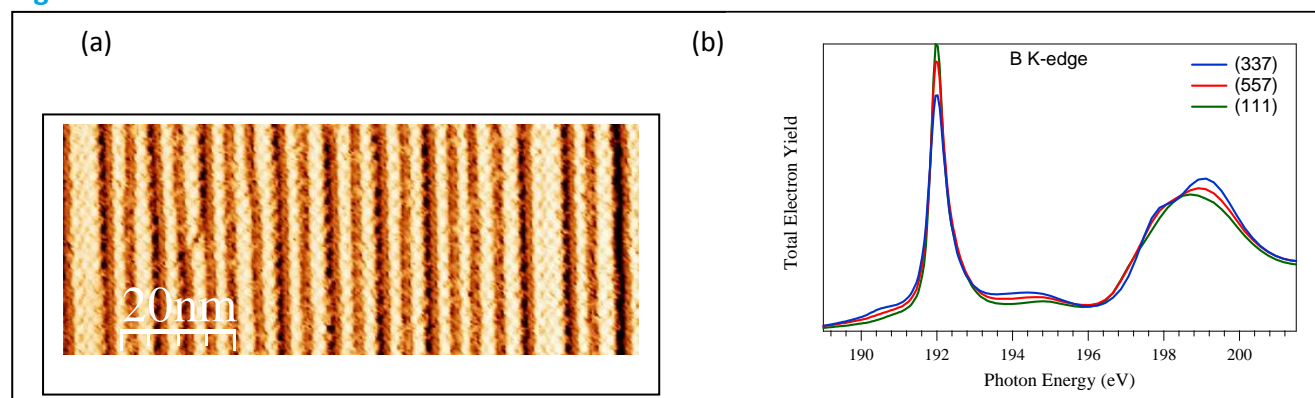 (a)
20nm
(b)
B K-edge
(337)
(557)
(111)
Total Electron Yield
190 192 194 196 198 200
Photon Energy (eV)